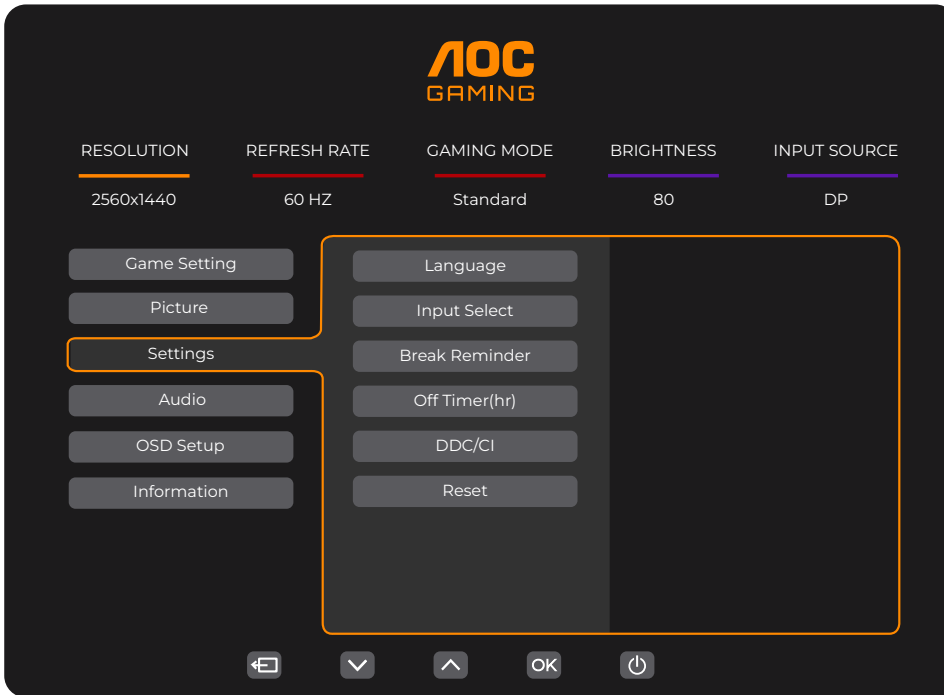 AOC
GAMING
RESOLUTION REFRESH RATE GAMING MODE BRIGHTNESS INPUT SOURCE
2560x1440 60 HZ Standard 80 DP
Game Setting
Picture
Settings
Audio
OSD Setup
Information
Language
Input Select
Break Reminder
Off Timer(hr)
DDC/CI
Reset
OK